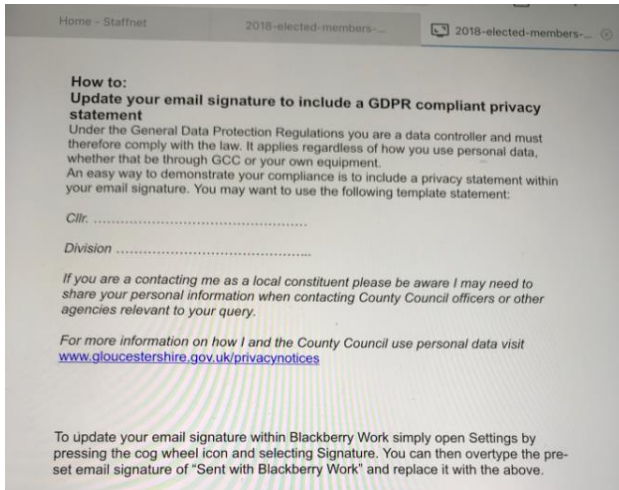 Home - Staffnet
2018-elected-members-...
2018-elected-members-...
How to:
Update your email signature to include a GDPR compliant privacy
statement
Under the General Data Protection Regulations you are a data controller and must
therefore comply with the law. It applies regardless of how you use personal data,
whether that be through GCC or your own equipment.
An easy way to demonstrate your compliance is to include a privacy statement within
your email signature. You may want to use the following template statement:
Cllr. ....................................................
Division ...............................................
If you are a contacting me as a local constituent please be aware I may need to
share your personal information when contacting County Council officers or other
agencies relevant to your query.
For more information on how I and the County Council use personal data visit
www.gloucestershire.gov.uk/privacynotices
To update your email signature within Blackberry Work simply open Settings by
pressing the cog wheel icon and selecting Signature. You can then overtype the pre-
set email signature of “Sent with Blackberry Work” and replace it with the above.